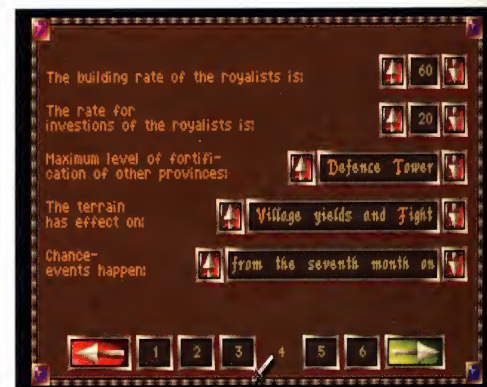 The building rate of the royalists is:
60
The rate for
investions of the royalists is:
20
Maximum level of fortifi-
cation of other provinces:
Defence Tower
The terrain
has effect on:
Village yields and Fight
Chance-
events happen:
from the seventh month on
1 2 3 4 5 6